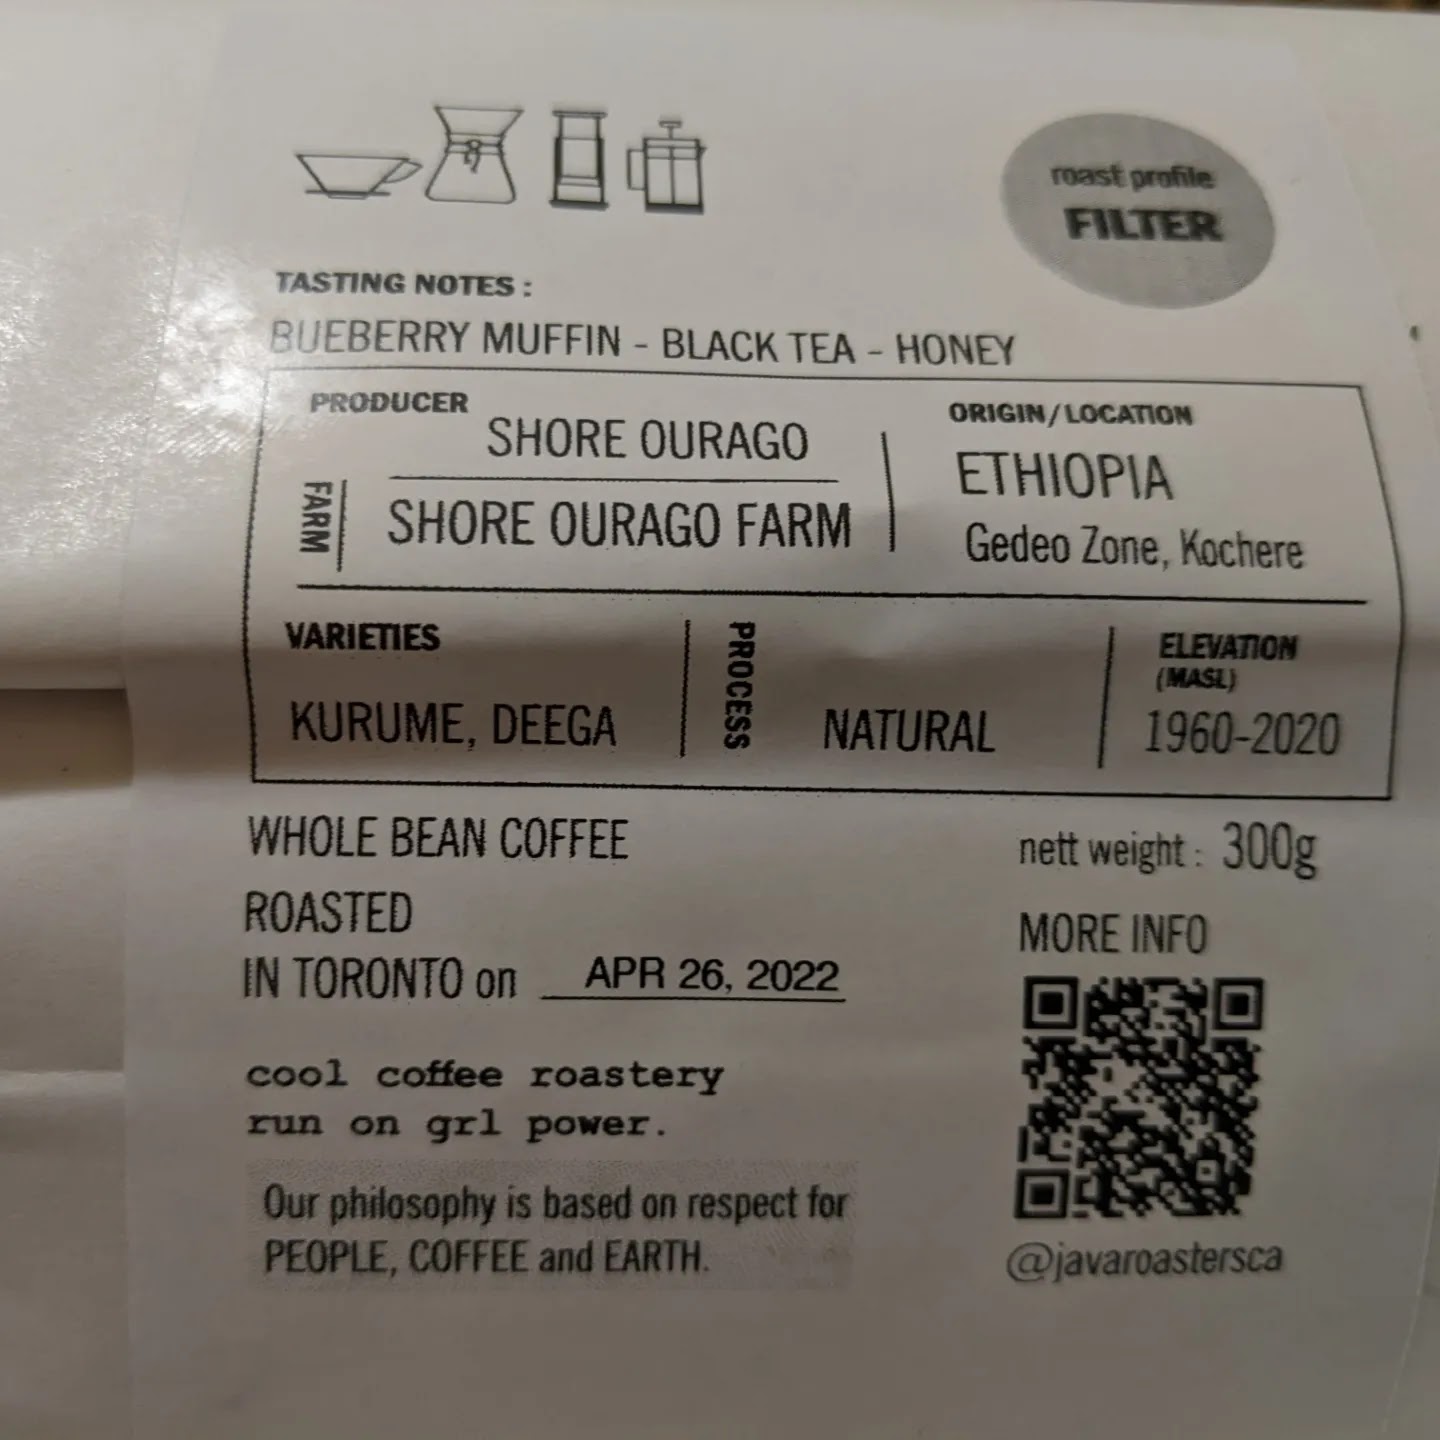 roast profile
FILTER
TASTING NOTES :
BUEBERRY MUFFIN - BLACK TEA - HONEY
PRODUCER
SHORE OURAGO
FARM
SHORE OURAGO FARM
ORIGIN/LOCATION
ETHIOPIA
Gedeo Zone, Kochere
VARIETIES
KURUME, DEEGA
PROCESS
NATURAL
ELEVATION
(MASL)
1960-2020
WHOLE BEAN COFFEE
nett weight : 300g
ROASTED
IN TORONTO on APR 26, 2022
MORE INFO
cool coffee roastery
run on grl power.
Our philosophy is based on respect for
PEOPLE, COFFEE and EARTH.
@javaroastersca